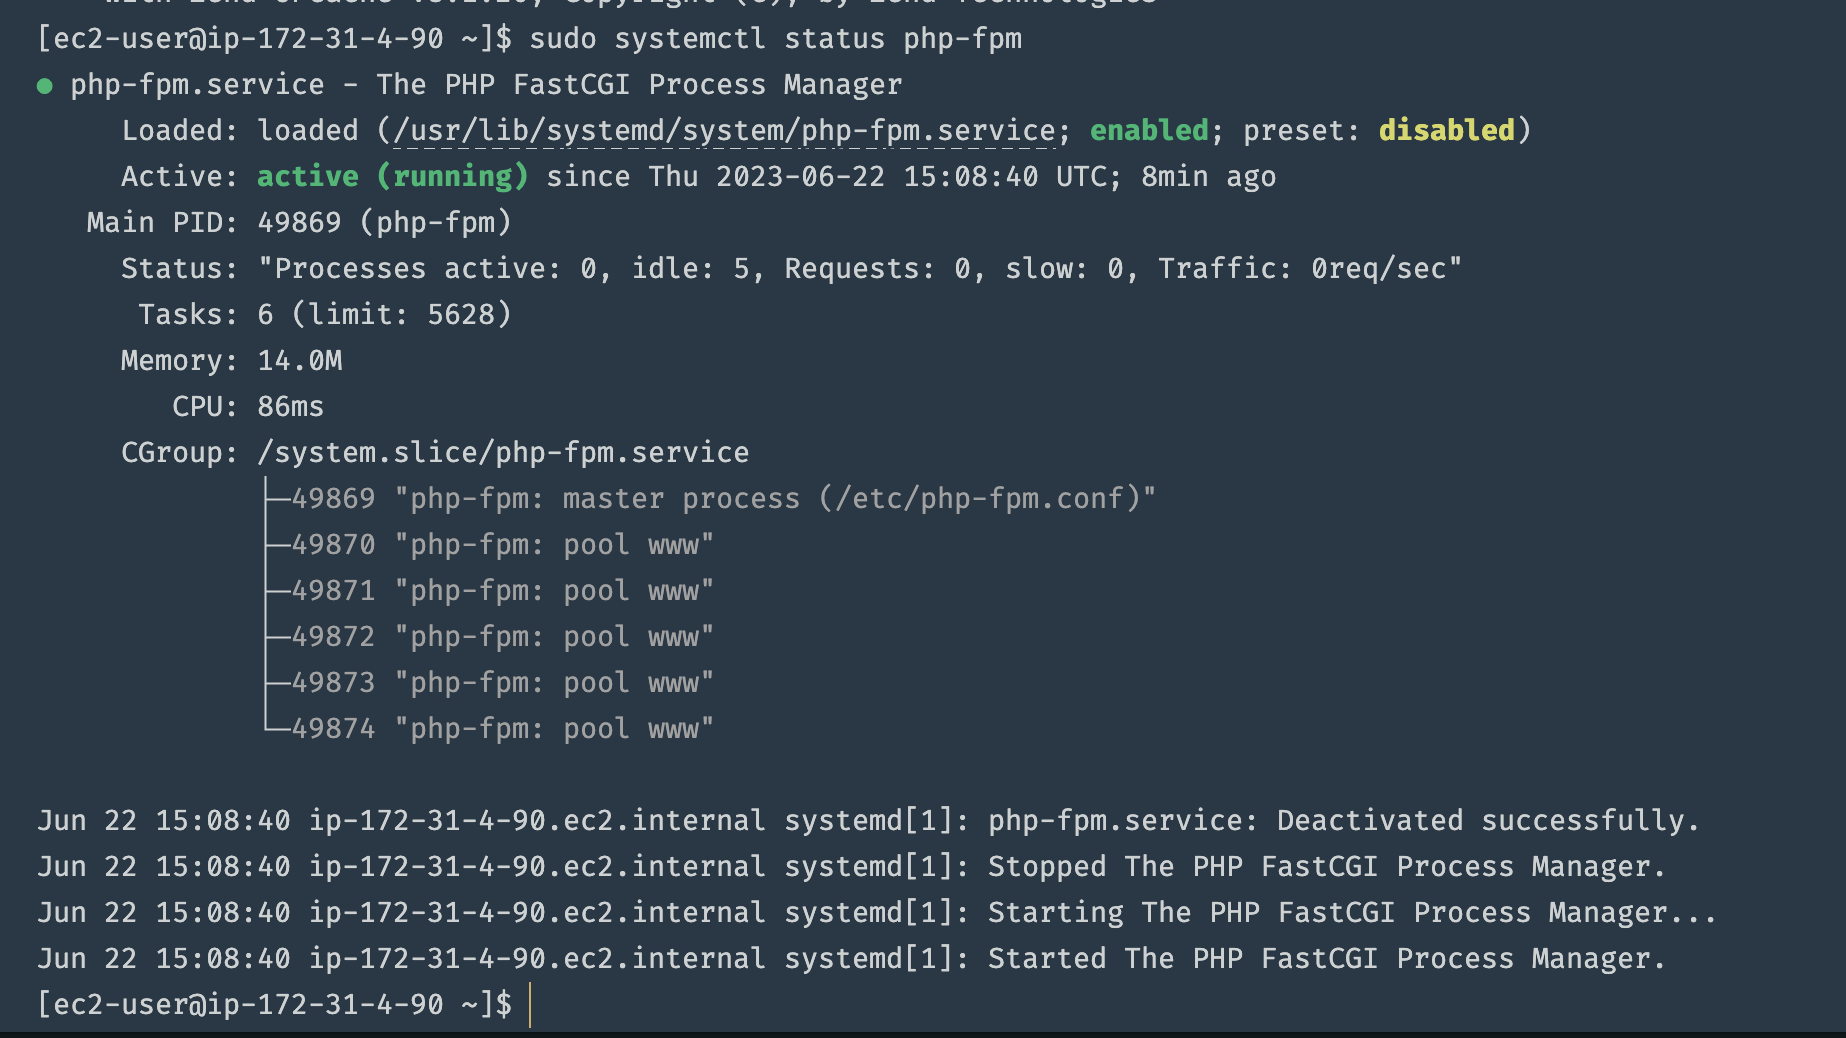 with Zend OPcache v8.1.16, Copyright (c), by Zend Technologies
[ec2-user@ip-172-31-4-90 ~]$ sudo systemctl status php-fpm
● php-fpm.service - The PHP FastCGI Process Manager
Loaded: loaded (/usr/lib/systemd/system/php-fpm.service; enabled; preset: disabled)
Active: active (running) since Thu 2023-06-22 15:08:40 UTC; 8min ago
Main PID: 49869 (php-fpm)
Status: "Processes active: 0, idle: 5, Requests: 0, slow: 0, Traffic: 0req/sec"
Tasks: 6 (limit: 5628)
Memory: 14.0M
CPU: 86ms
CGroup: /system.slice/php-fpm.service
├─49869 "php-fpm: master process (/etc/php-fpm.conf)"
├─49870 "php-fpm: pool www"
├─49871 "php-fpm: pool www"
├─49872 "php-fpm: pool www"
├─49873 "php-fpm: pool www"
└─49874 "php-fpm: pool www"
Jun 22 15:08:40 ip-172-31-4-90.ec2.internal systemd[1]: php-fpm.service: Deactivated successfully.
Jun 22 15:08:40 ip-172-31-4-90.ec2.internal systemd[1]: Stopped The PHP FastCGI Process Manager.
Jun 22 15:08:40 ip-172-31-4-90.ec2.internal systemd[1]: Starting The PHP FastCGI Process Manager...
Jun 22 15:08:40 ip-172-31-4-90.ec2.internal systemd[1]: Started The PHP FastCGI Process Manager.
[ec2-user@ip-172-31-4-90 ~]$